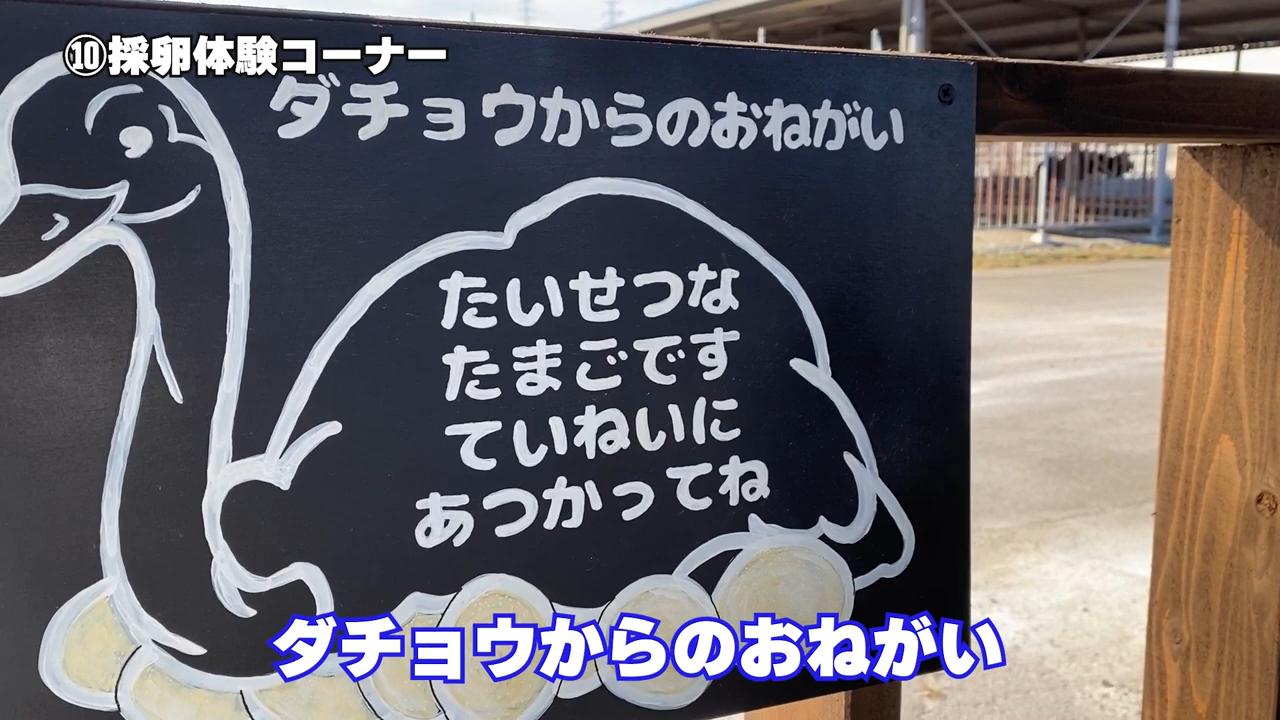 ⑩採卵体験コーナー
ダチョウからのおねがい
たいせつな
たまごです
ていねいに
あつかってね
ダチョウからのおねがい